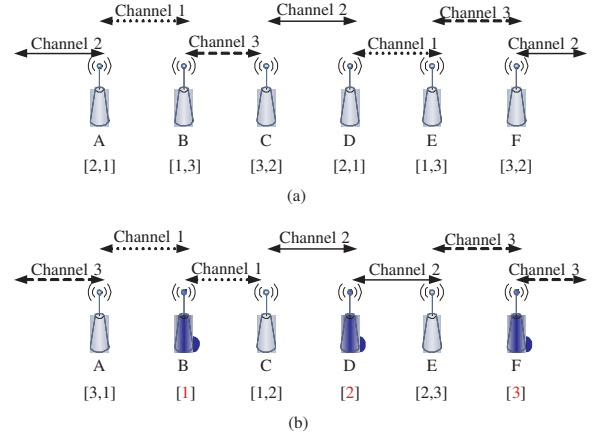 Channel 1 Channel 2 Channel 3
Channel 2 Channel 3 Channel 1 Channel 2
A B C D E F
[2,1] [1,3] [3,2] [2,1] [1,3] [3,2]
(a)
Channel 1 Channel 2 Channel 3
Channel 3 Channel 1 Channel 2 Channel 3
A B C D E F
[3,1] [1] [1,2] [2] [2,3] [3]
(b)